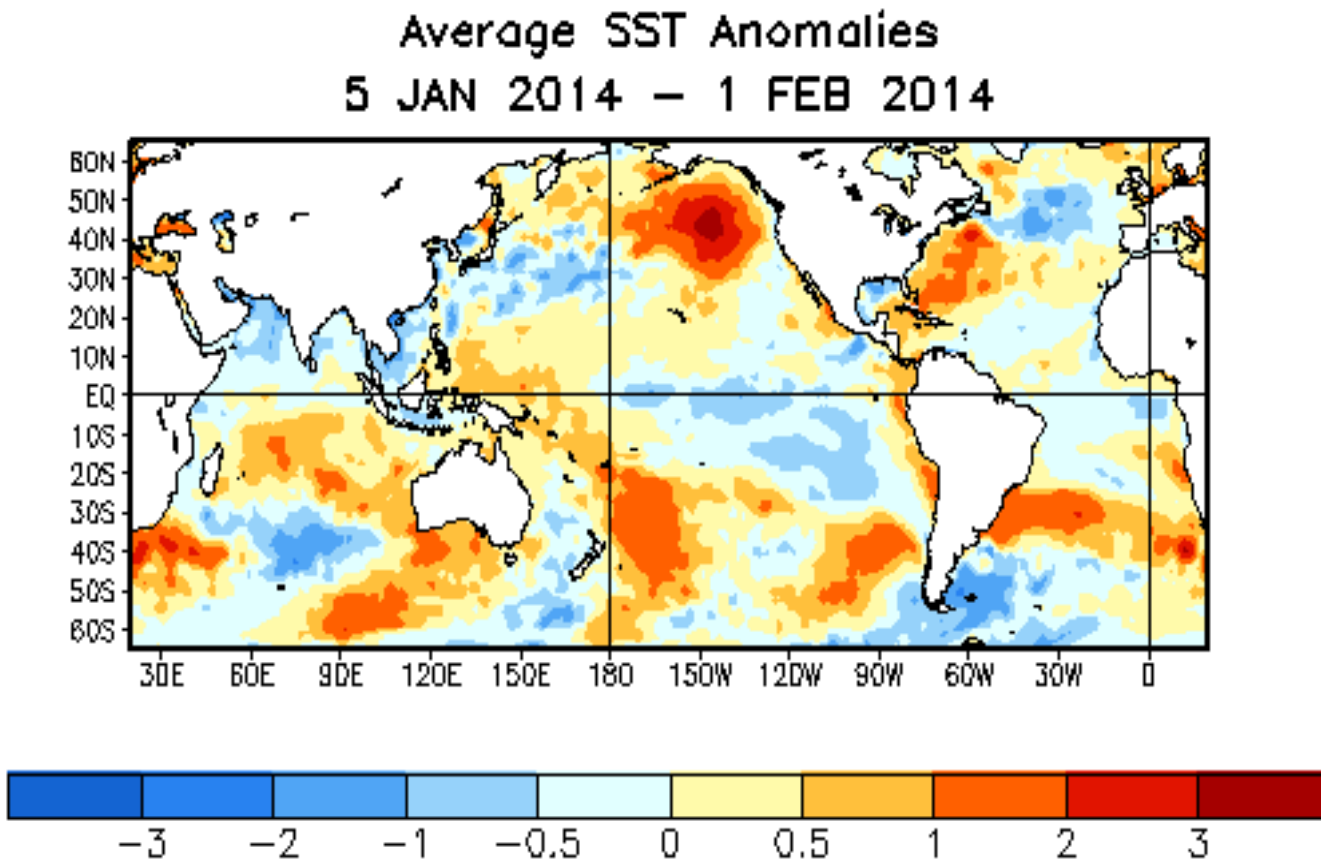 Average SST Anomalies
5 JAN 2014 – 1 FEB 2014
60N
50N
40N
30N
20N
10N
EQ
10S
20S
30S
40S
50S
60S
30E 60E 90E 120E 150E 180 150W 120W 90W 60W 30W 0
-3 -2 -1 -0.5 0 0.5 1 2 3